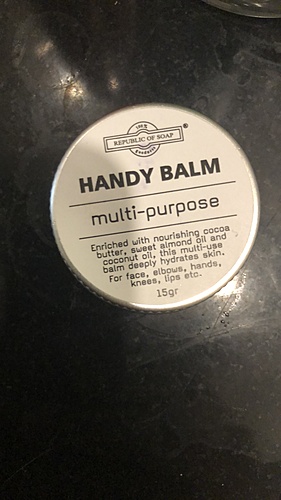 REPUBLIC OF SOAP®
HANDY BALM
multi-purpose
Enriched with nourishing cocoa
butter, sweet almond oil and
coconut oil, this multi-use
balm deeply hydrates skin.
For face, elbows, hands,
knees, lips etc.
15gr